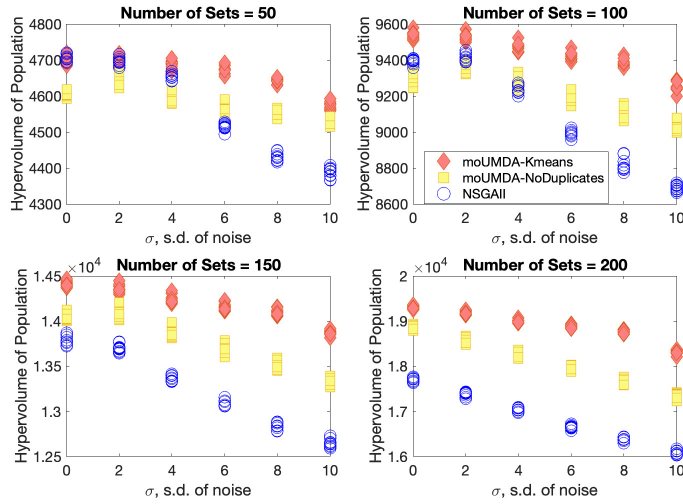 Number of Sets = 50
Hypervolume of Population
4800
4700
4600
4500
4400
4300
0 2 4 6 8 10
σ, s.d. of noise
Number of Sets = 100
Hypervolume of Population
9600
9400
9200
9000
8800
8600
moUMDA-Kmeans
moUMDA-NoDuplicates
NSGAII
0 2 4 6 8 10
σ, s.d. of noise
Number of Sets = 150
×10⁴
Hypervolume of Population
1.45
1.4
1.35
1.3
1.25
0 2 4 6 8 10
σ, s.d. of noise
Number of Sets = 200
×10⁴
Hypervolume of Population
2
1.9
1.8
1.7
1.6
0 2 4 6 8 10
σ, s.d. of noise